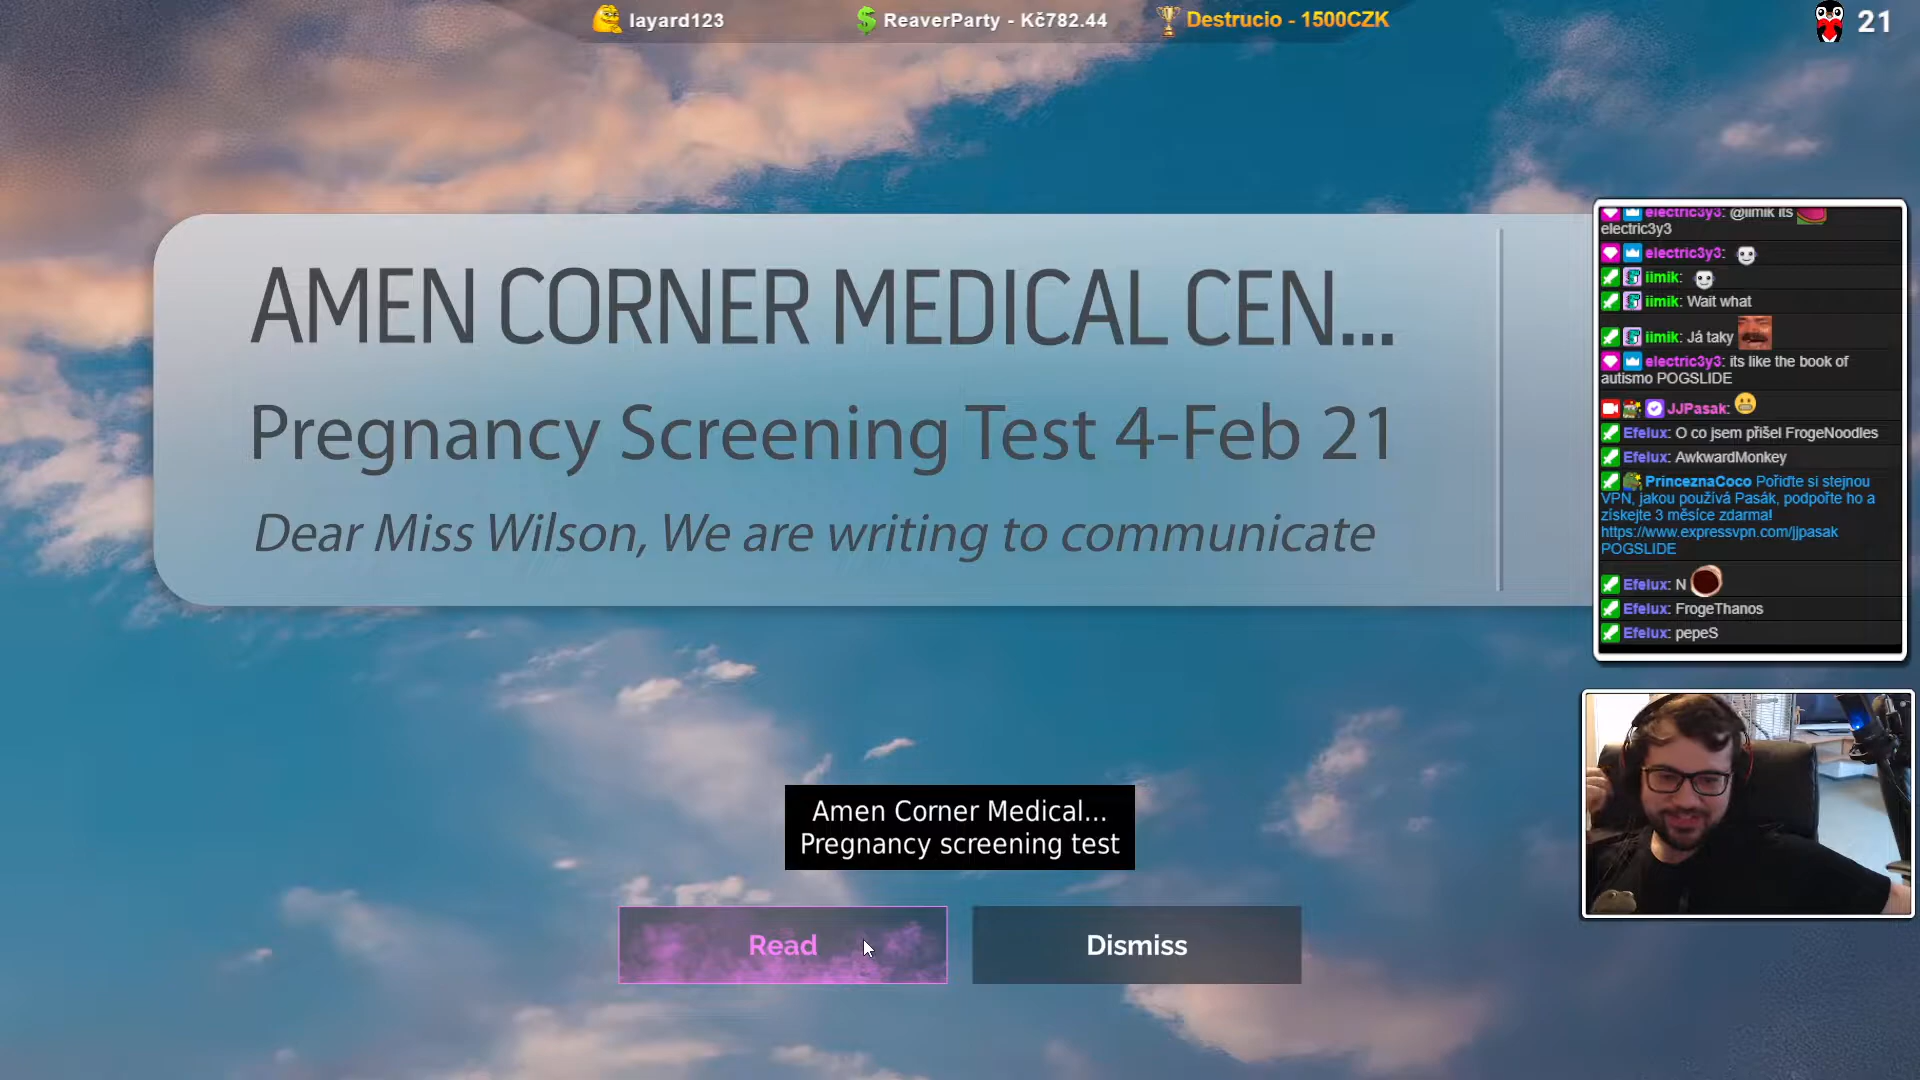 layard123
ReaverParty - Kč782.44
Destrucio - 1500CZK
21
AMEN CORNER MEDICAL CEN...
Pregnancy Screening Test 4-Feb 21
Dear Miss Wilson, We are writing to communicate
electric3y3: @iimik its
electric3y3
electric3y3:
iimik:
iimik: Wait what
iimik: Já taky
electric3y3: its like the book of
autismo POGSLIDE
JJPasak:
Efelux: O co jsem přišel FrogeNoodles
Efelux: AwkwardMonkey
PrinceznaCoco Pořiďte si stejnou
VPN, jakou používá Pasák, podpořte ho a
získejte 3 měsíce zdarma!
https://www.expressvpn.com/jjpasak
POGSLIDE
Efelux: N
Efelux: FrogeThanos
Efelux: pepeS
Amen Corner Medical...
Pregnancy screening test
Read
Dismiss